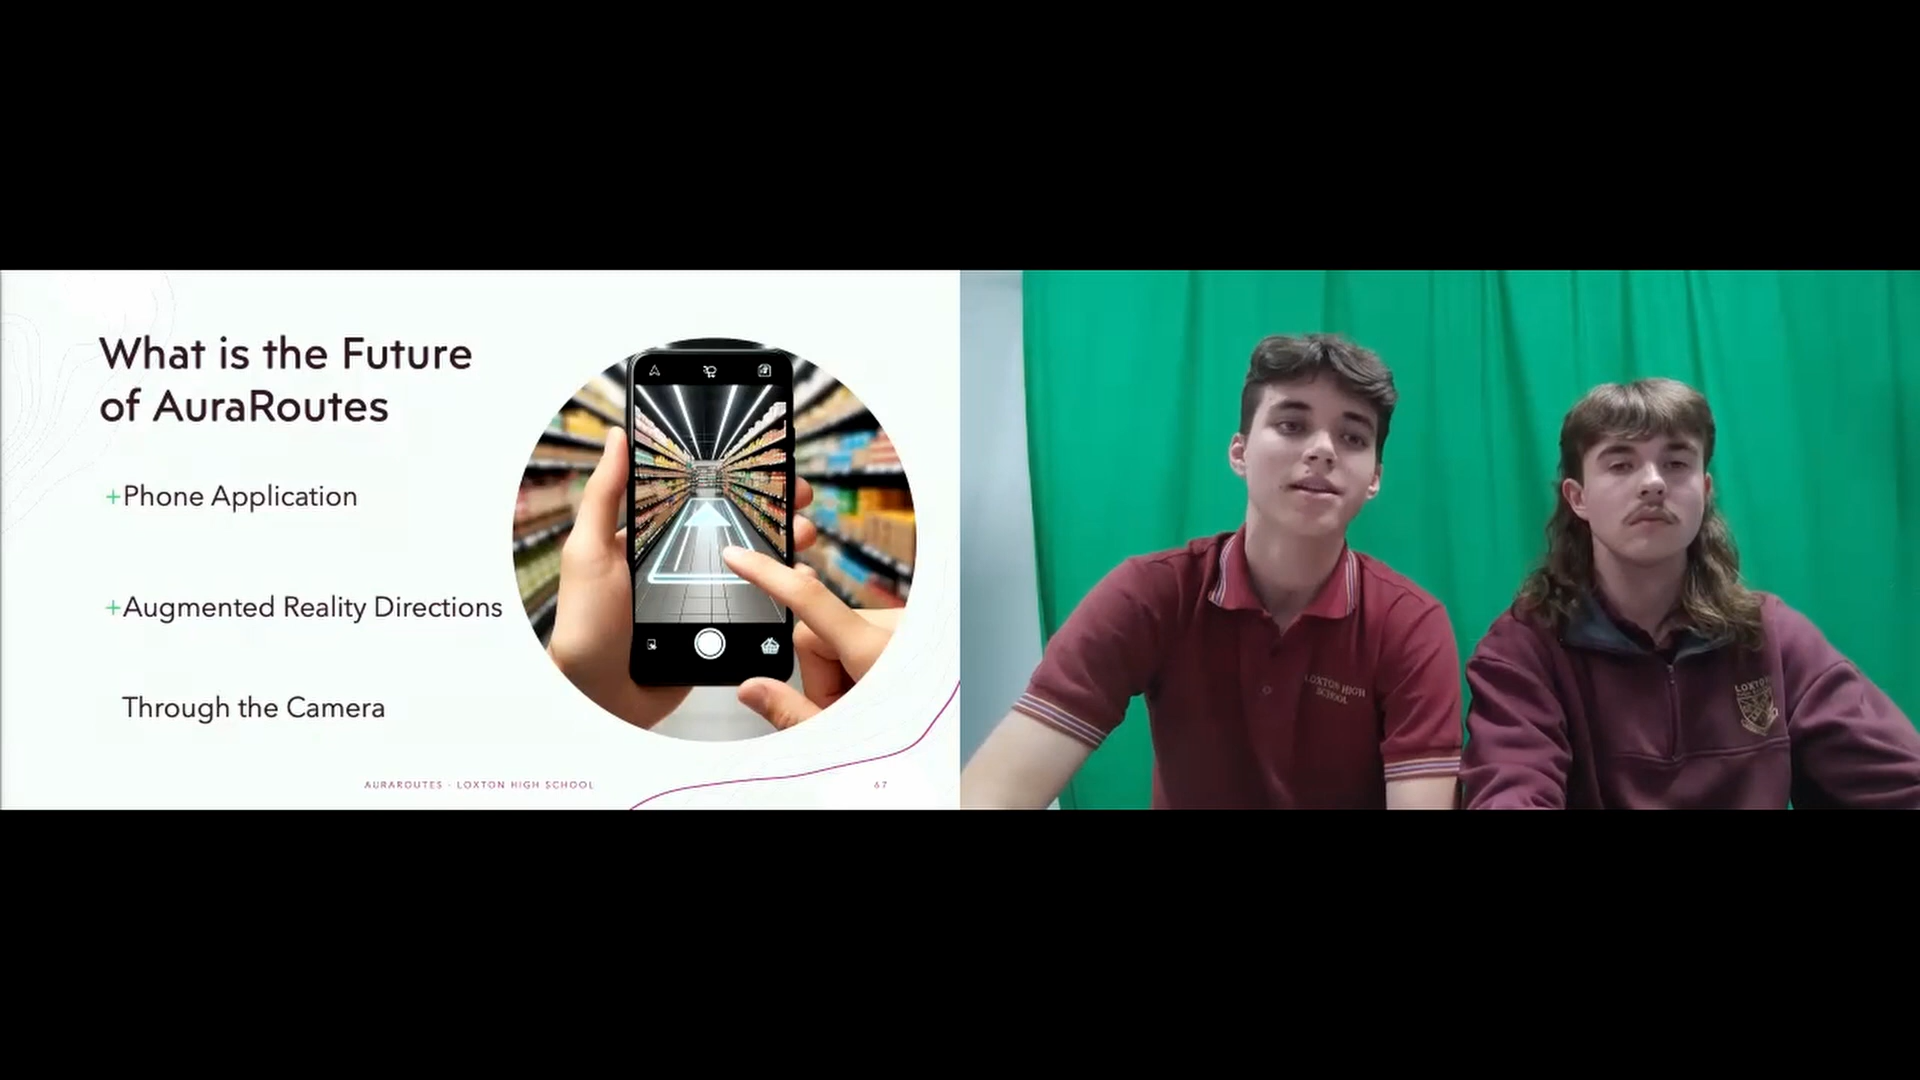 What is the Future
of AuraRoutes
+Phone Application
+Augmented Reality Directions
Through the Camera
AURAROUTES - LOXTON HIGH SCHOOL
67
LOXTON HIGH
SCHOOL
LOXTON